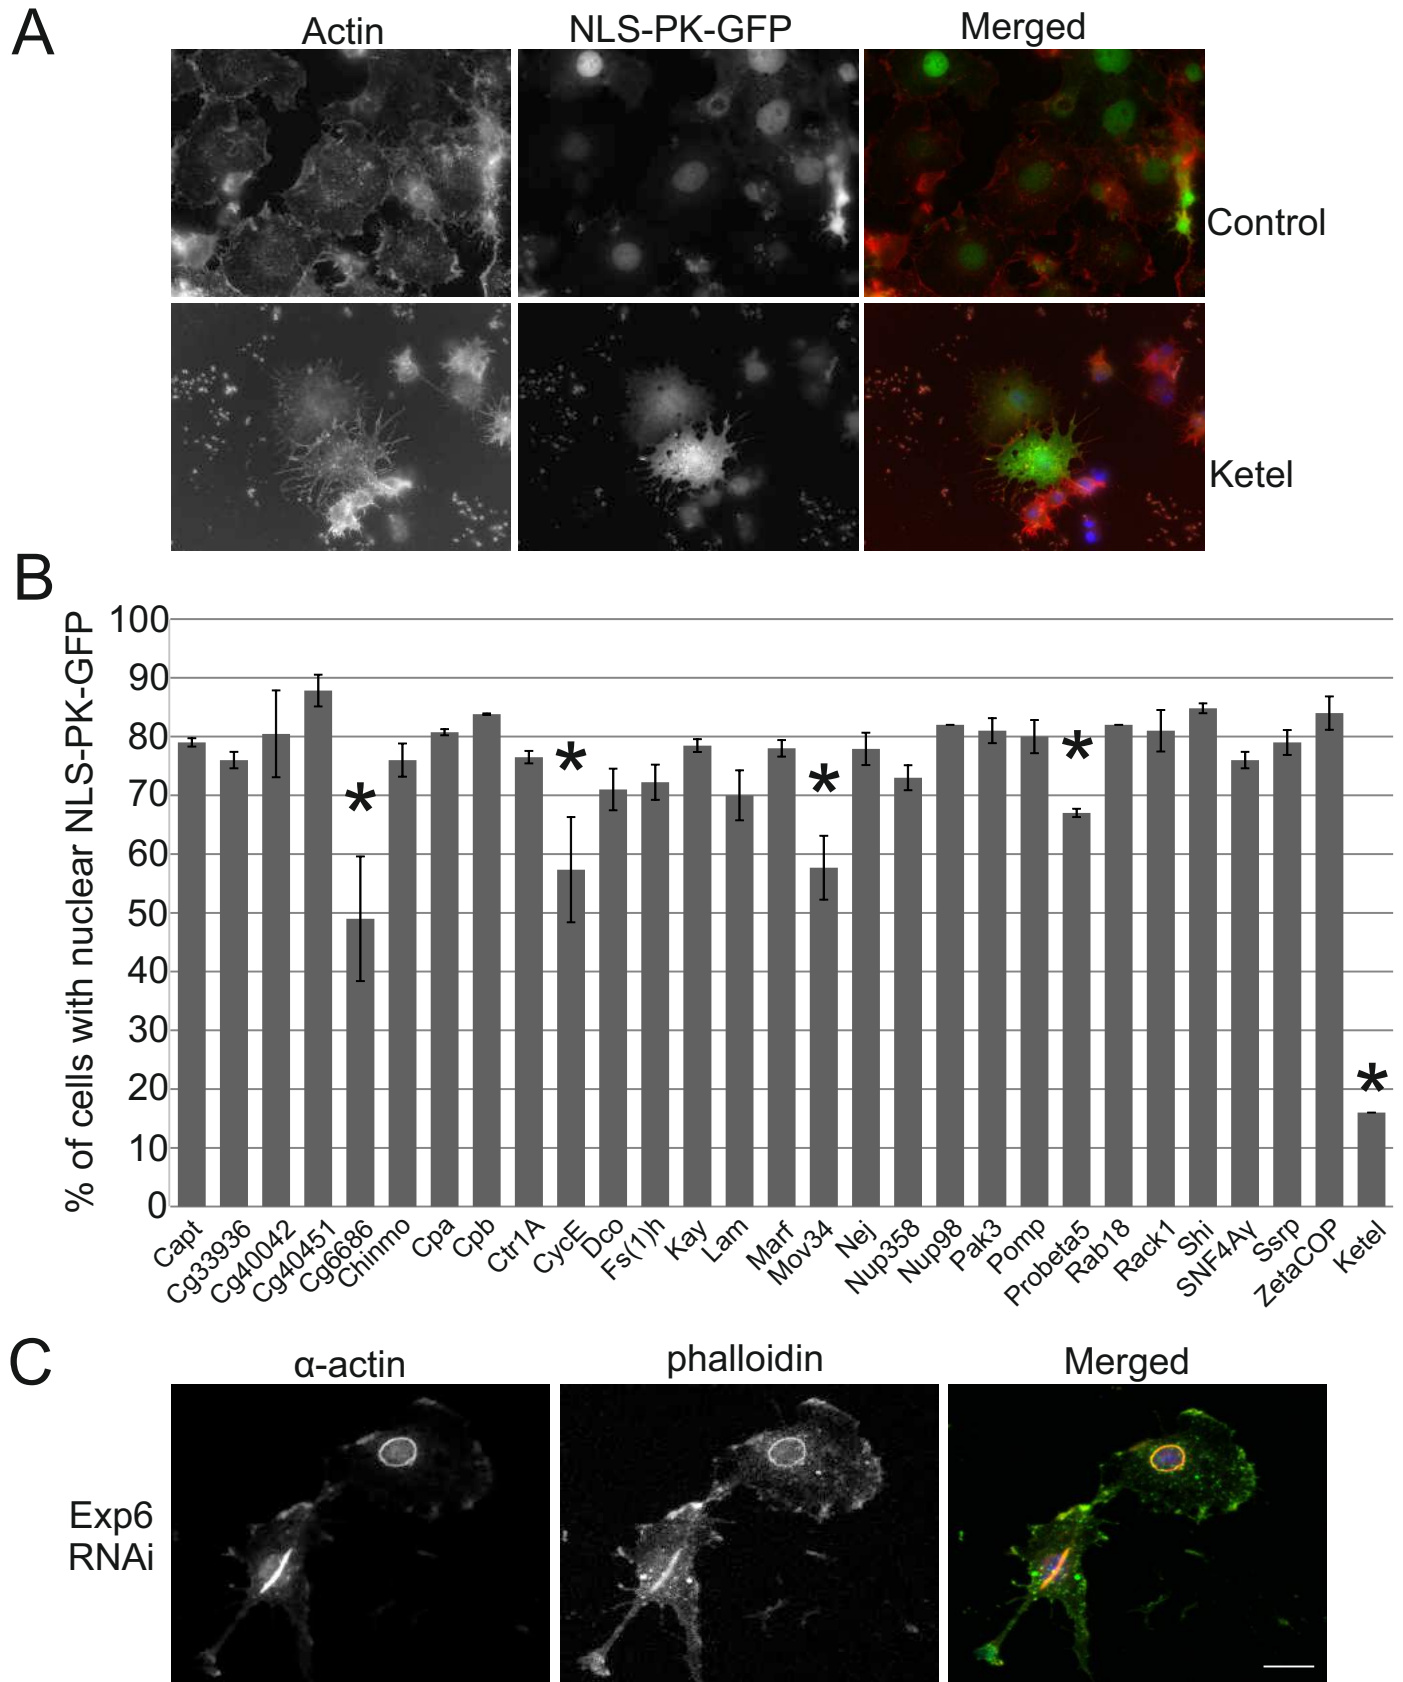 A
Actin
NLS-PK-GFP
Merged
Control
Ketel
B
% of cells with nuclear NLS-PK-GFP
100
90
80
70
60
50
40
30
20
10
0
*
*
*
*
*
Capt
Cg33936
Cg40042
Cg40451
Cg6686
Chinmo
Cpa
Cpb
Ctr1A
CycE
Dco
Fs(1)h
Kay
Lam
Marf
Mov34
Nej
Nup358
Nup98
Pak3
Pomp
Probeta5
Rab18
Rack1
Shi
SNF4Aγ
Ssrp
ZetaCOP
Ketel
C
α-actin
phalloidin
Merged
Exp6
RNAi